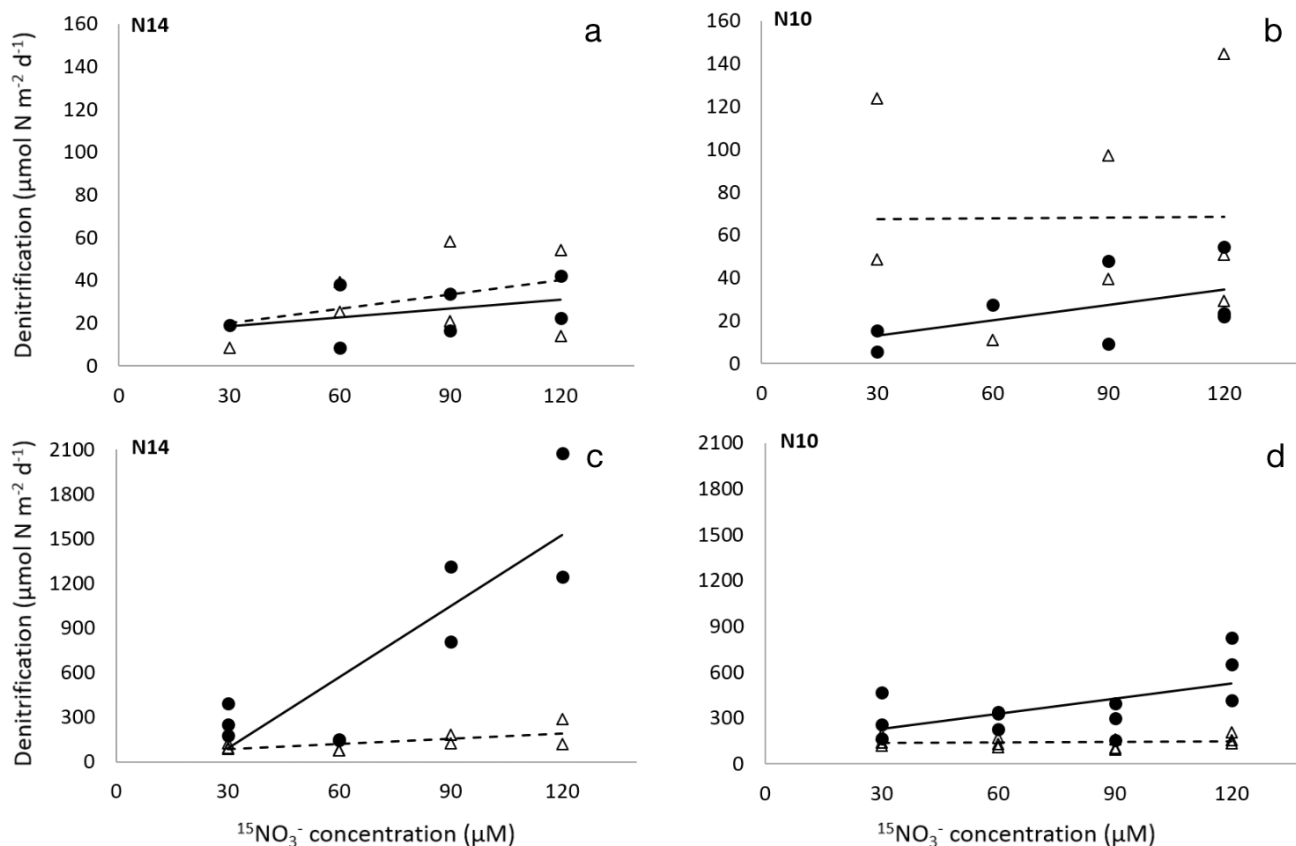 N14
a
Denitrification (µmol N m⁻² d⁻¹)
160
140
120
100
80
60
40
20
0
0 30 60 90 120
N10
b
160
140
120
100
80
60
40
20
0
0 30 60 90 120
N14
c
Denitrification (µmol N m⁻² d⁻¹)
2100
1800
1500
1200
900
600
300
0
0 30 60 90 120
¹⁵NO₃⁻ concentration (µM)
N10
d
2100
1800
1500
1200
900
600
300
0
0 30 60 90 120
¹⁵NO₃⁻ concentration (µM)